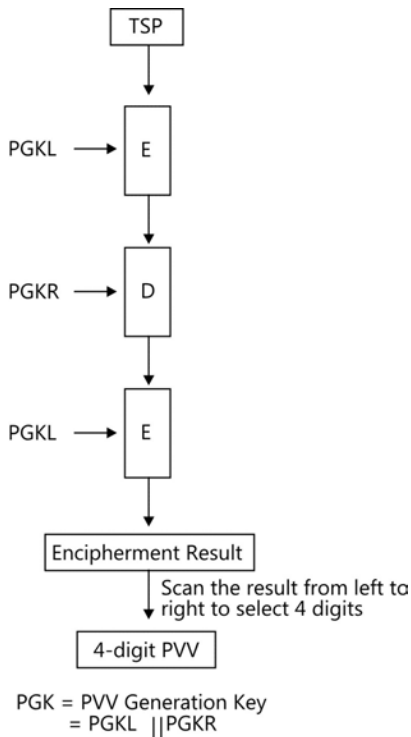 TSP
PGKL
E
PGKR
D
PGKL
E
Encipherment Result
Scan the result from left to
right to select 4 digits
4-digit PVV
PGK = PVV Generation Key
= PGKL ||PGKR